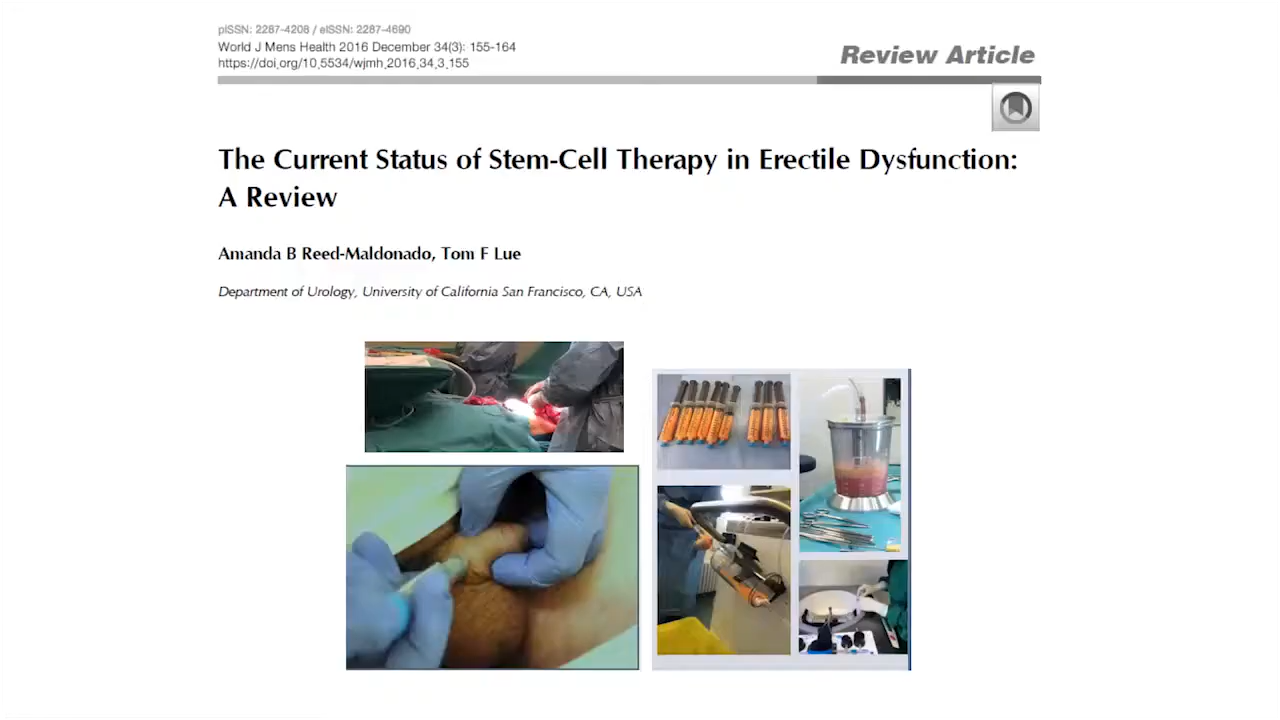 pISSN: 2287-4208 / eISSN: 2287-4690
World J Mens Health 2016 December 34(3): 155-164
https://doi.org/10.5534/wjmh.2016.34.3.155
Review Article
The Current Status of Stem-Cell Therapy in Erectile Dysfunction:
A Review
Amanda B Reed-Maldonado, Tom F Lue
Department of Urology, University of California San Francisco, CA, USA